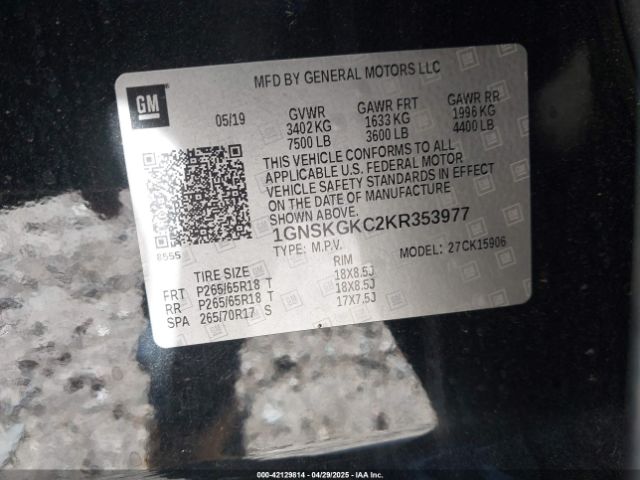 MFD BY GENERAL MOTORS LLC
GM
05/19
GVWR
3402 KG
7500 LB
GAWR FRT
1633 KG
3600 LB
GAWR RR
1996 KG
4400 LB
THIS VEHICLE CONFORMS TO ALL
APPLICABLE U.S. FEDERAL MOTOR
VEHICLE SAFETY STANDARDS IN EFFECT
ON THE DATE OF MANUFACTURE
SHOWN ABOVE.
8555
1GNSKGKC2KR353977
TYPE: M.P.V.
MODEL: 27CK15906
TIRE SIZE RIM
FRT P265/65R18 T 18X8.5J
RR P265/65R18 T 18X8.5J
SPA 265/70R17 S 17X7.5J
000-42129814 - 04/29/2025 - IAA Inc.